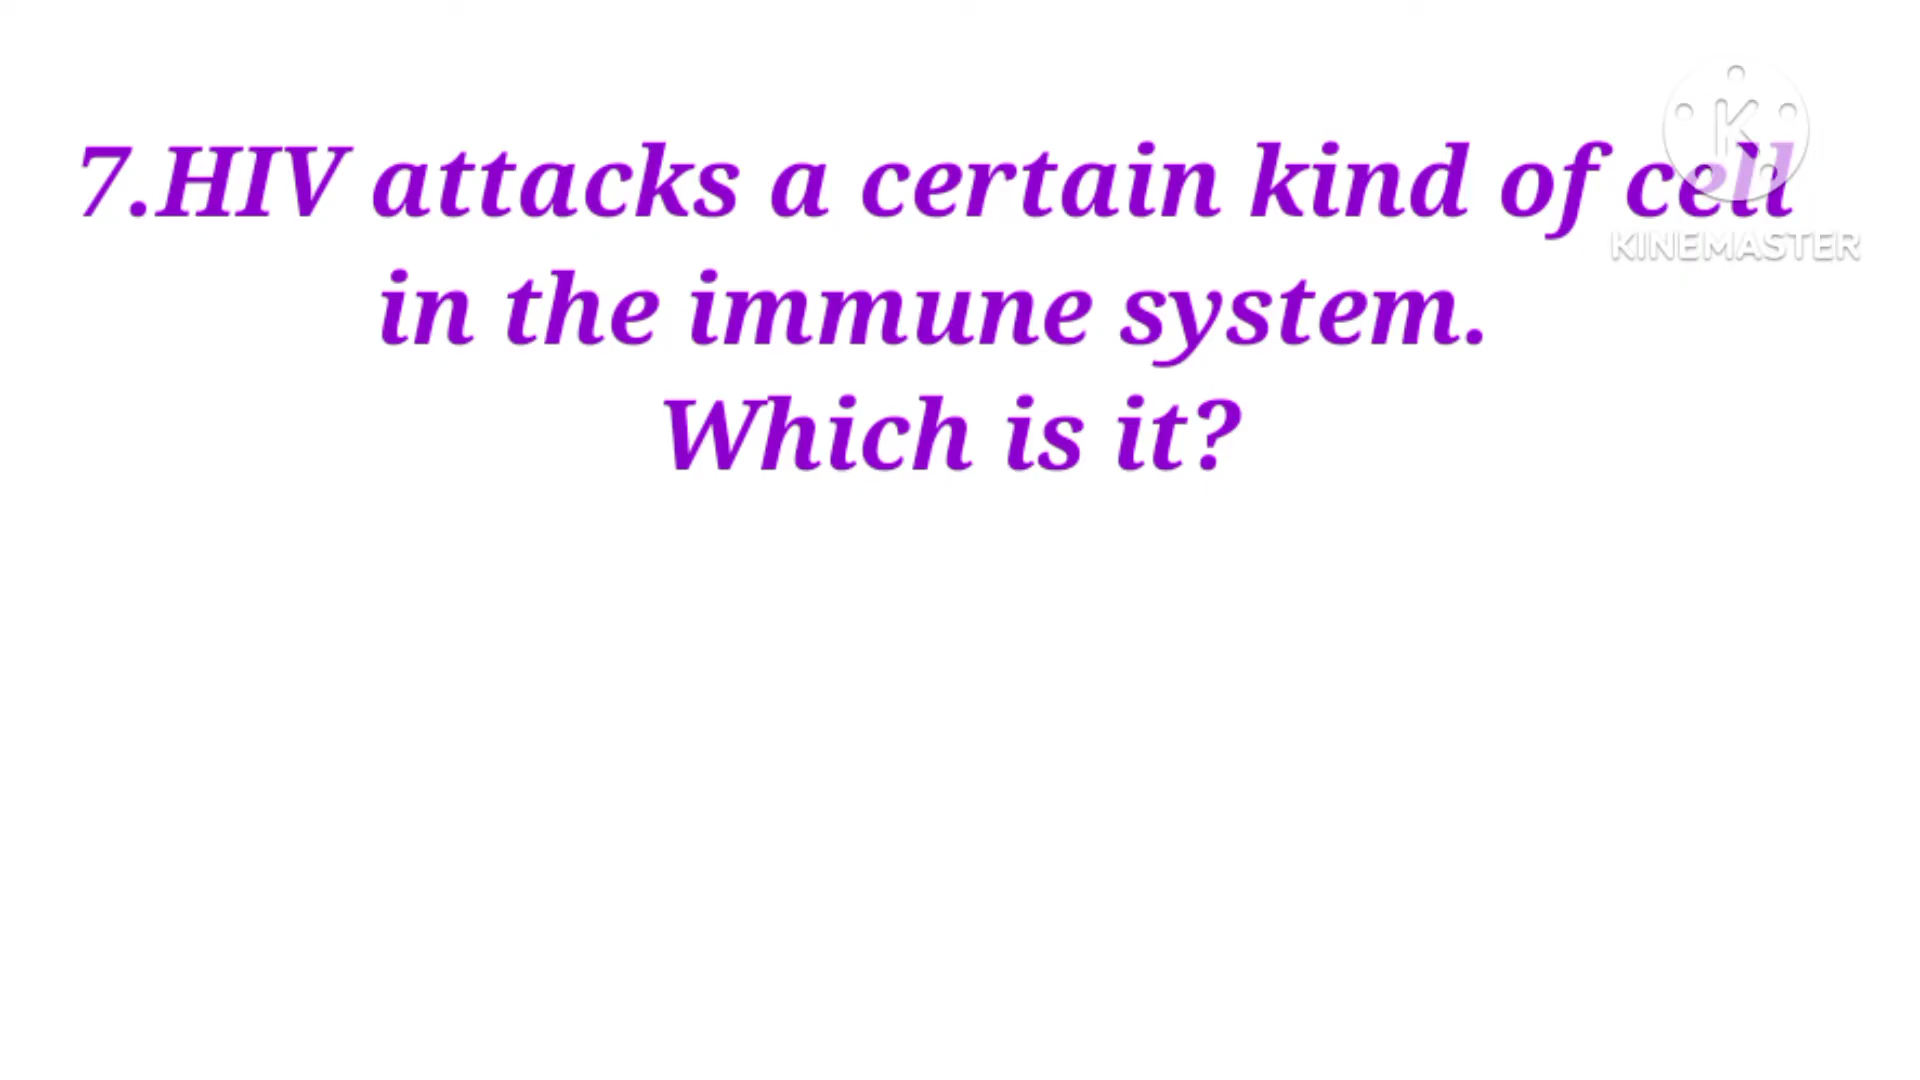 7.HIV attacks a certain kind of cell
KINEMASTER
in the immune system.
Which is it?